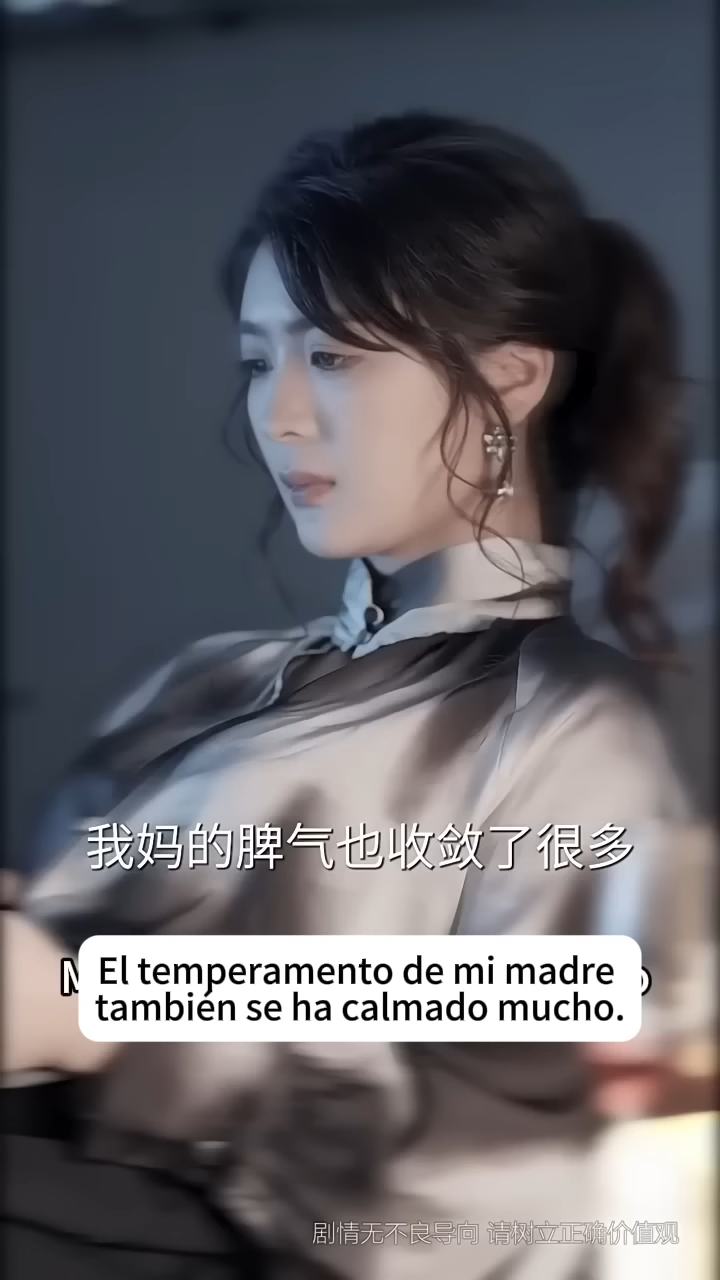 我妈的脾气也收敛了很多
El temperamento de mi madre
también se ha calmado mucho.
剧情无不良导向 请树立正确价值观